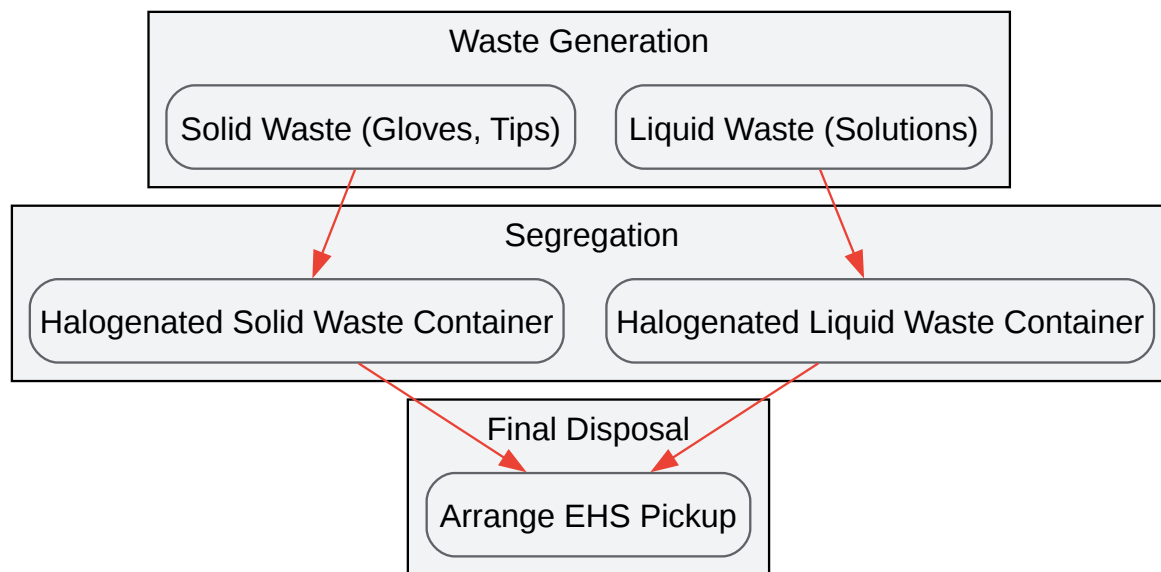 Waste Generation
Solid Waste (Gloves, Tips)
Liquid Waste (Solutions)
Segregation
Halogenated Solid Waste Container
Halogenated Liquid Waste Container
Final Disposal
Arrange EHS Pickup